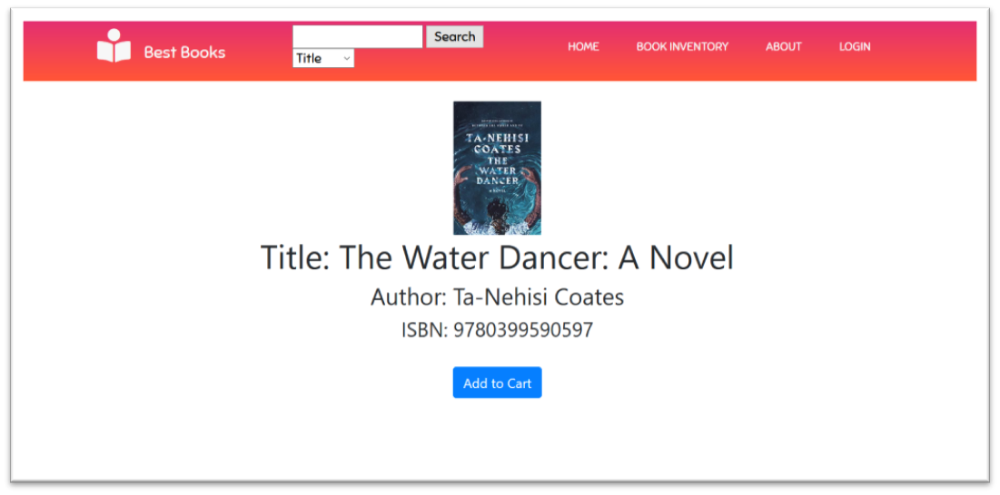 Best Books
Search
Title
HOME BOOK INVENTORY ABOUT LOGIN
TA-NEHISI
COATES
THE
WATER
DANCER
A NOVEL
Title: The Water Dancer: A Novel
Author: Ta-Nehisi Coates
ISBN: 9780399590597
Add to Cart